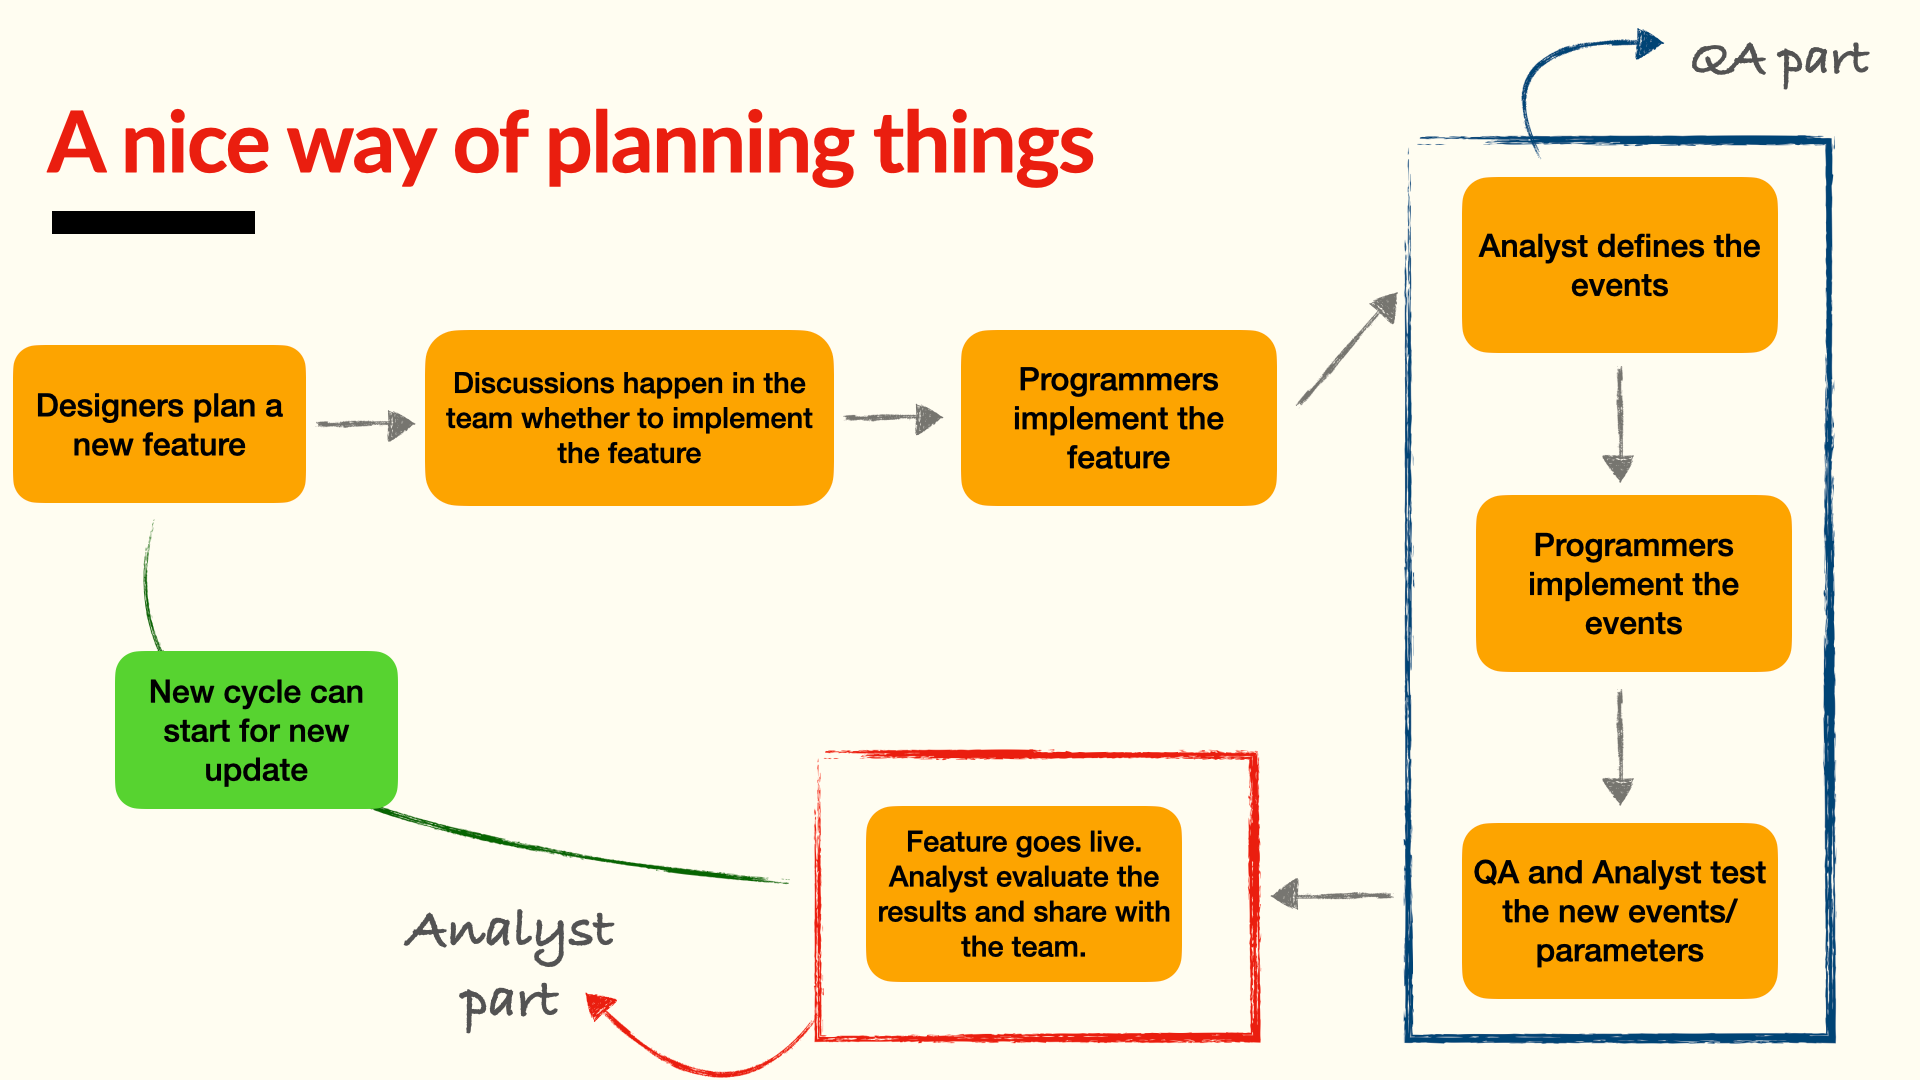 QA part
A nice way of planning things
Analyst defines the
events
Designers plan a
new feature
Discussions happen in the
team whether to implement
the feature
Programmers
implement the
feature
Programmers
implement the
events
New cycle can
start for new
update
Feature goes live.
Analyst evaluate the
results and share with
the team.
QA and Analyst test
the new events/
parameters
Analyst
part